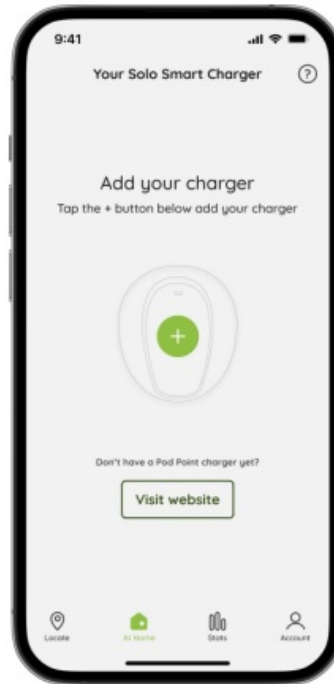 9:41
Your Solo Smart Charger
?
Add your charger
Tap the + button below add your charger
+
Don't have a Pod Point charger yet?
Visit website
Locate At Home Stats Account